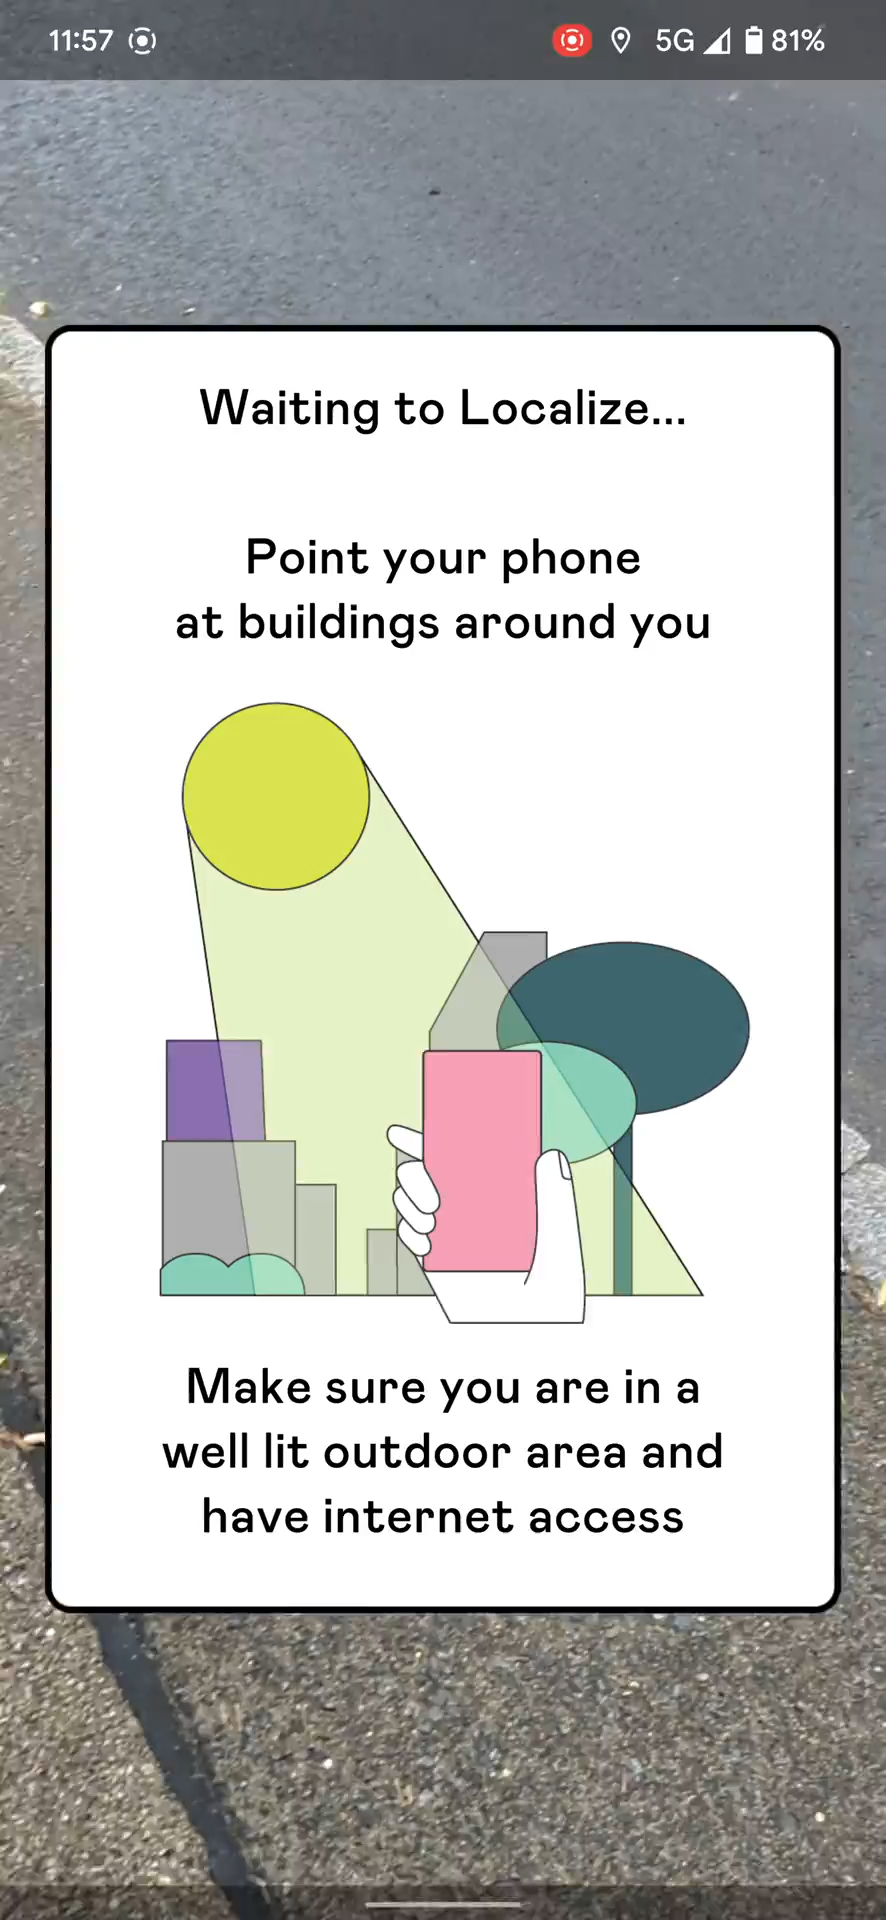 11:57 5G 81%
Waiting to Localize...
Point your phone
at buildings around you
Make sure you are in a
well lit outdoor area and
have internet access